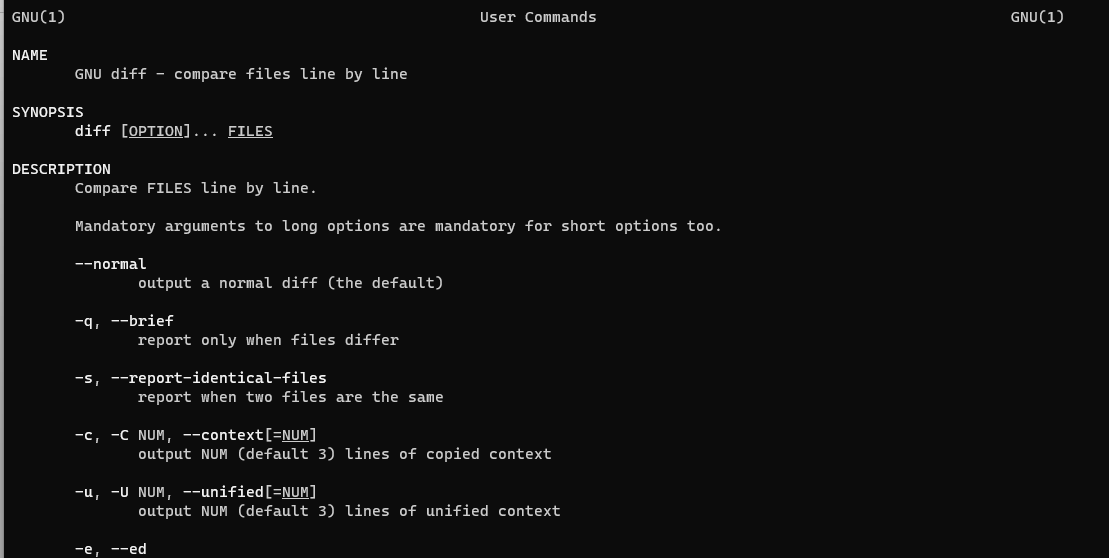 GNU(1) User Commands GNU(1)
NAME
GNU diff - compare files line by line
SYNOPSIS
diff [OPTION]... FILES
DESCRIPTION
Compare FILES line by line.
Mandatory arguments to long options are mandatory for short options too.
--normal
output a normal diff (the default)
-q, --brief
report only when files differ
-s, --report-identical-files
report when two files are the same
-c, -C NUM, --context[=NUM]
output NUM (default 3) lines of copied context
-u, -U NUM, --unified[=NUM]
output NUM (default 3) lines of unified context
-e, --ed